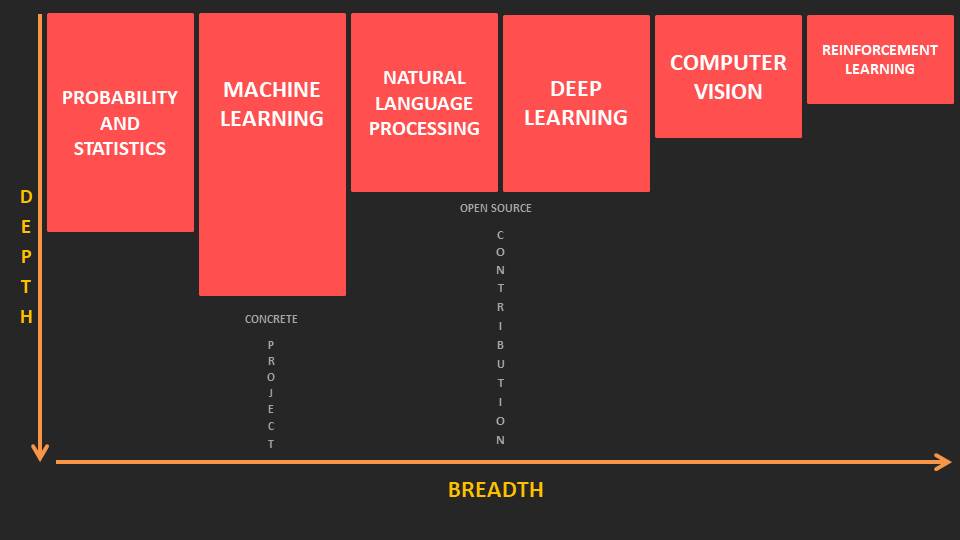 PROBABILITY
AND
STATISTICS
MACHINE
LEARNING
NATURAL
LANGUAGE
PROCESSING
DEEP
LEARNING
COMPUTER
VISION
REINFORCEMENT
LEARNING
DEPTH
OPEN SOURCE
CONTRIBUTION
CONCRETE
PROJECT
BREADTH